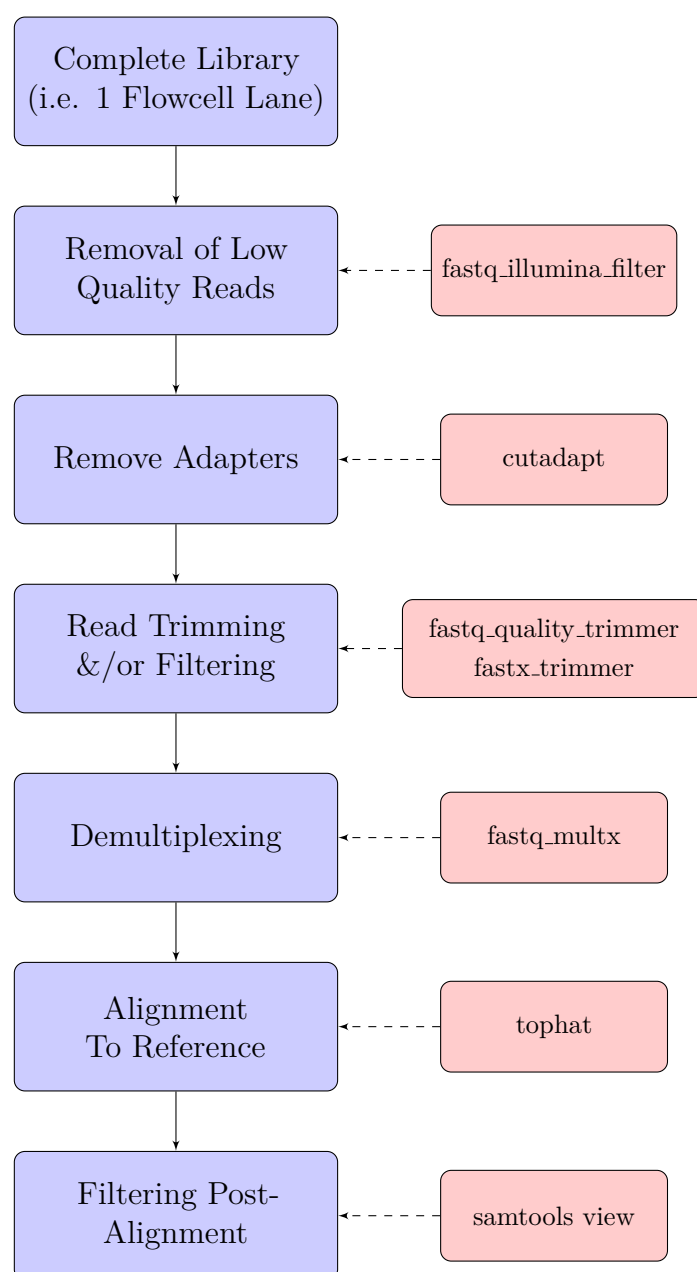 Complete Library
(i.e. 1 Flowcell Lane)
Removal of Low
Quality Reads
fastq_illumina_filter
Remove Adapters
cutadapt
Read Trimming
&/or Filtering
fastq_quality_trimmer
fastx_trimmer
Demultiplexing
fastq_multx
Alignment
To Reference
tophat
Filtering Post-
Alignment
samtools view